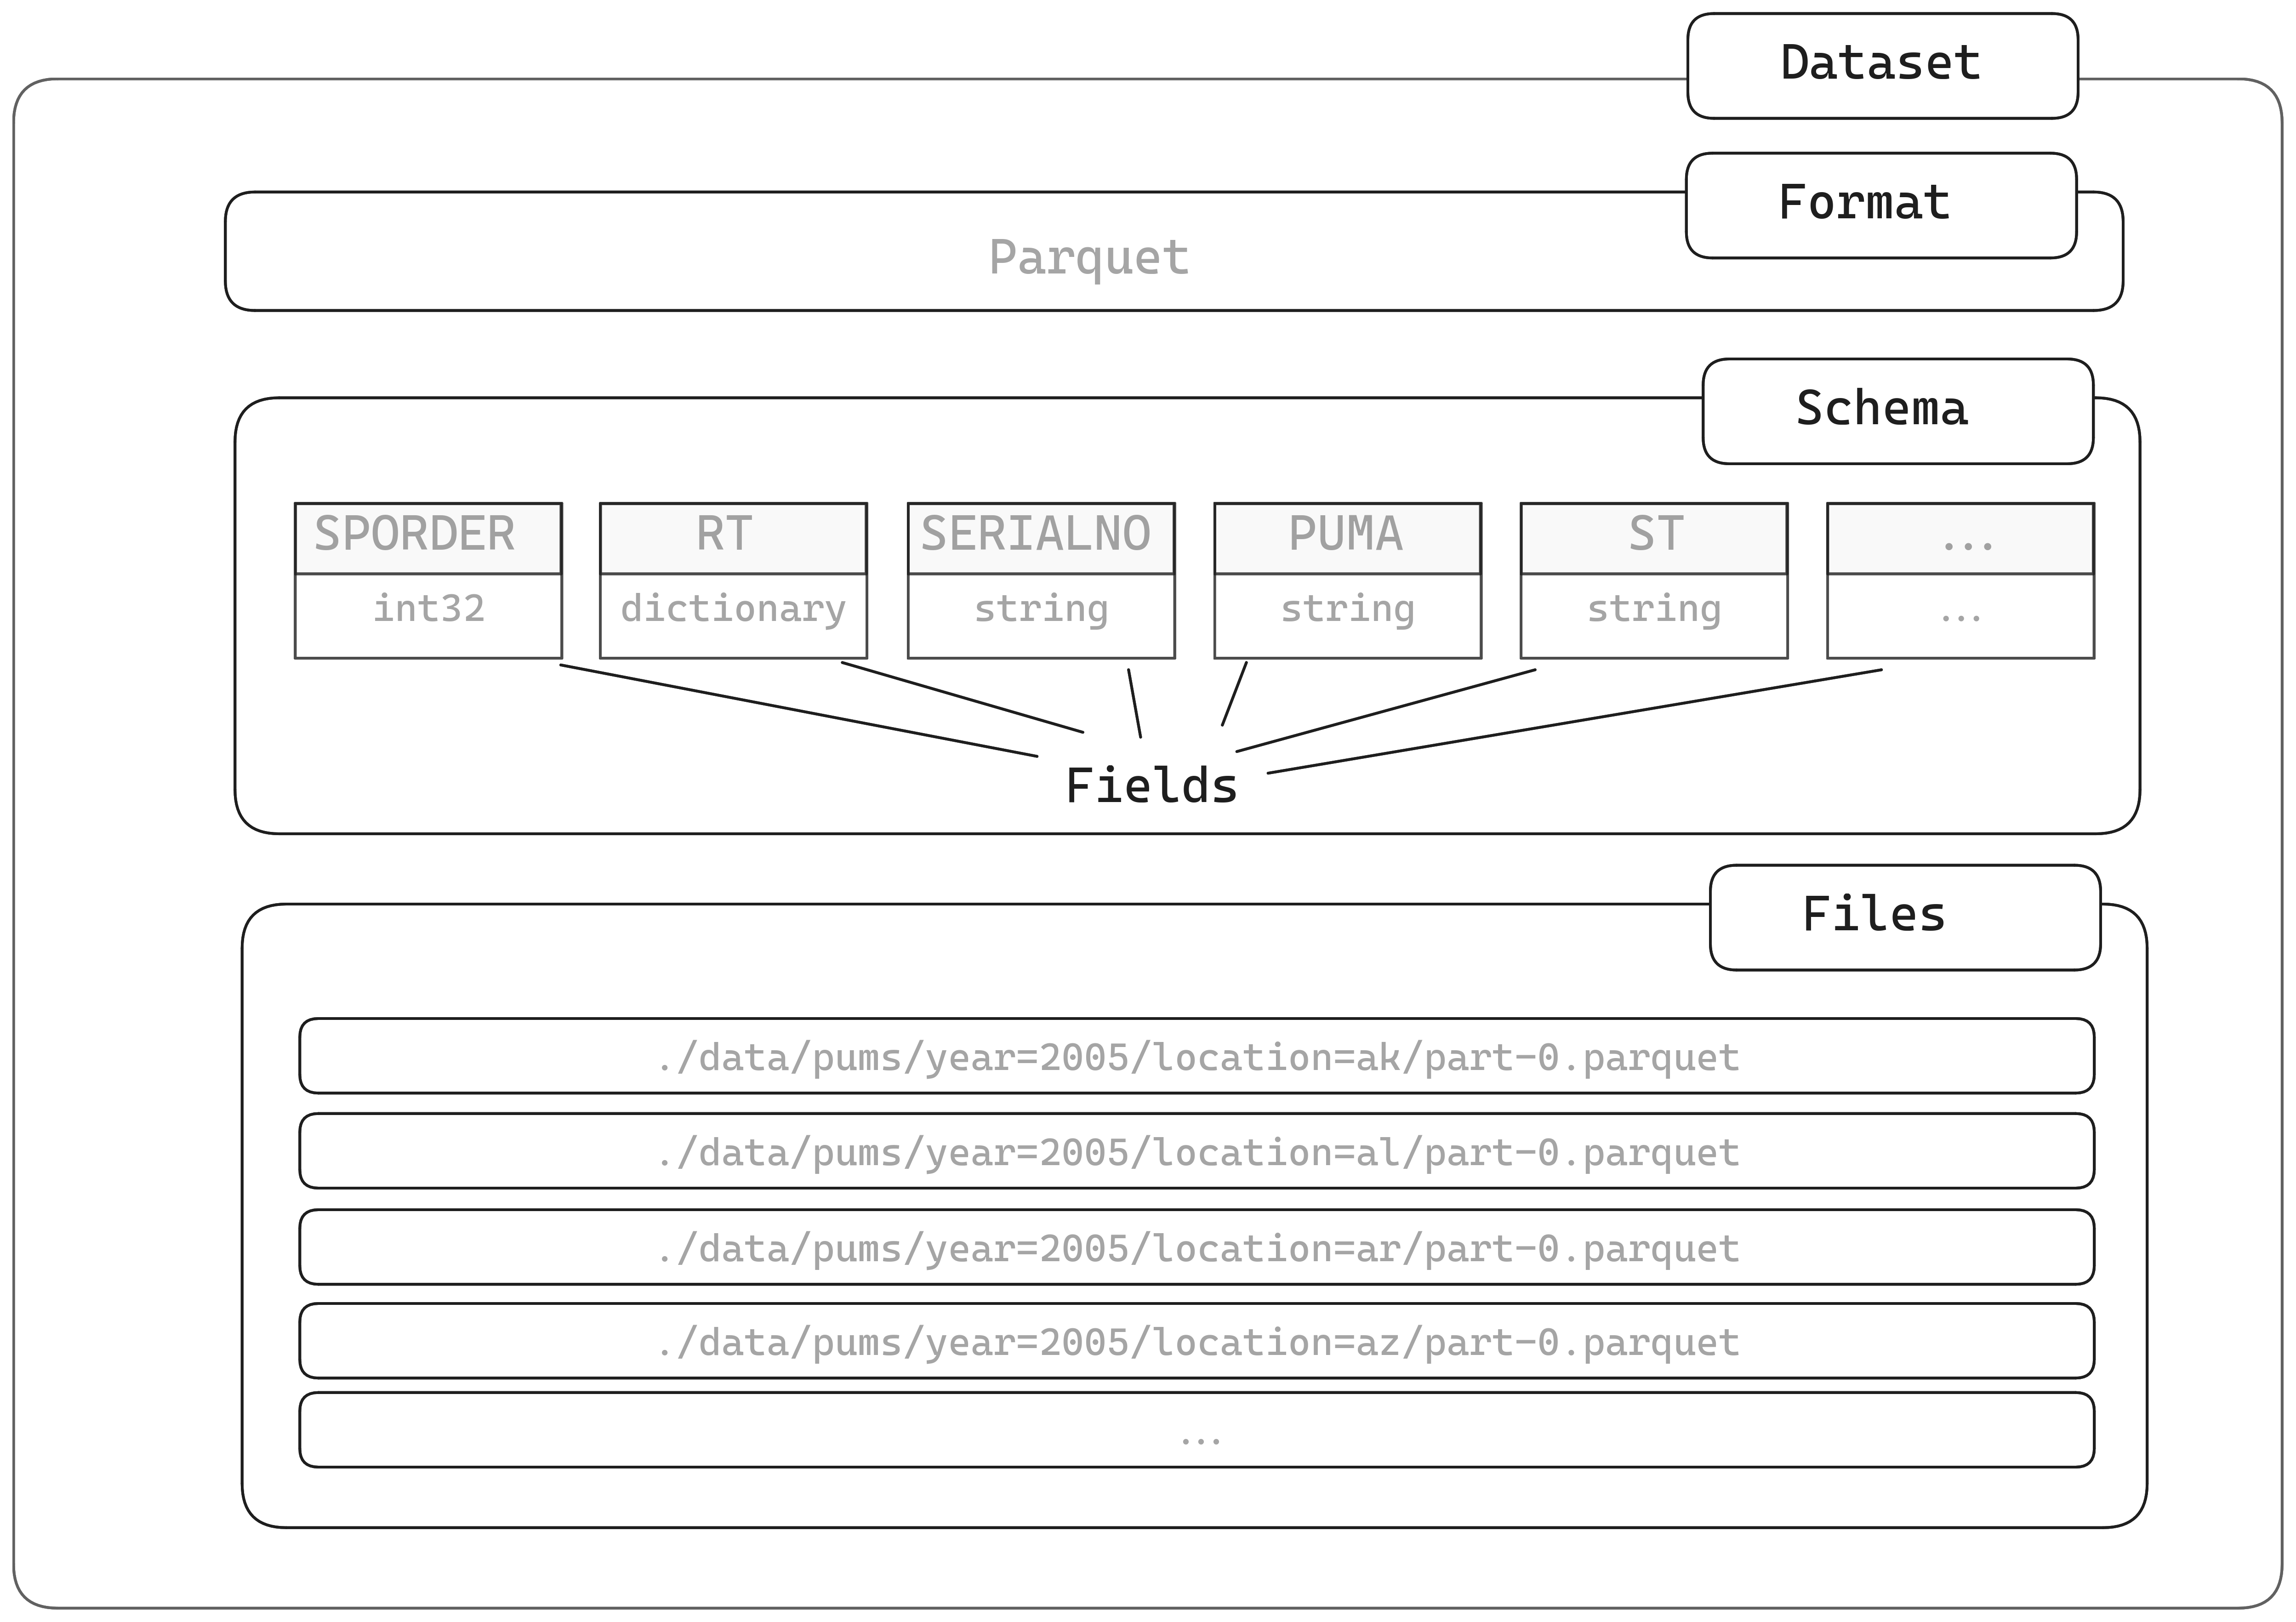 Dataset
Format
Parquet
Schema
SPORDER RT SERIALNO PUMA ST ...
int32 dictionary string string string ...
Fields
Files
./data/pums/year=2005/location=ak/part-0.parquet
./data/pums/year=2005/location=al/part-0.parquet
./data/pums/year=2005/location=ar/part-0.parquet
./data/pums/year=2005/location=az/part-0.parquet
...